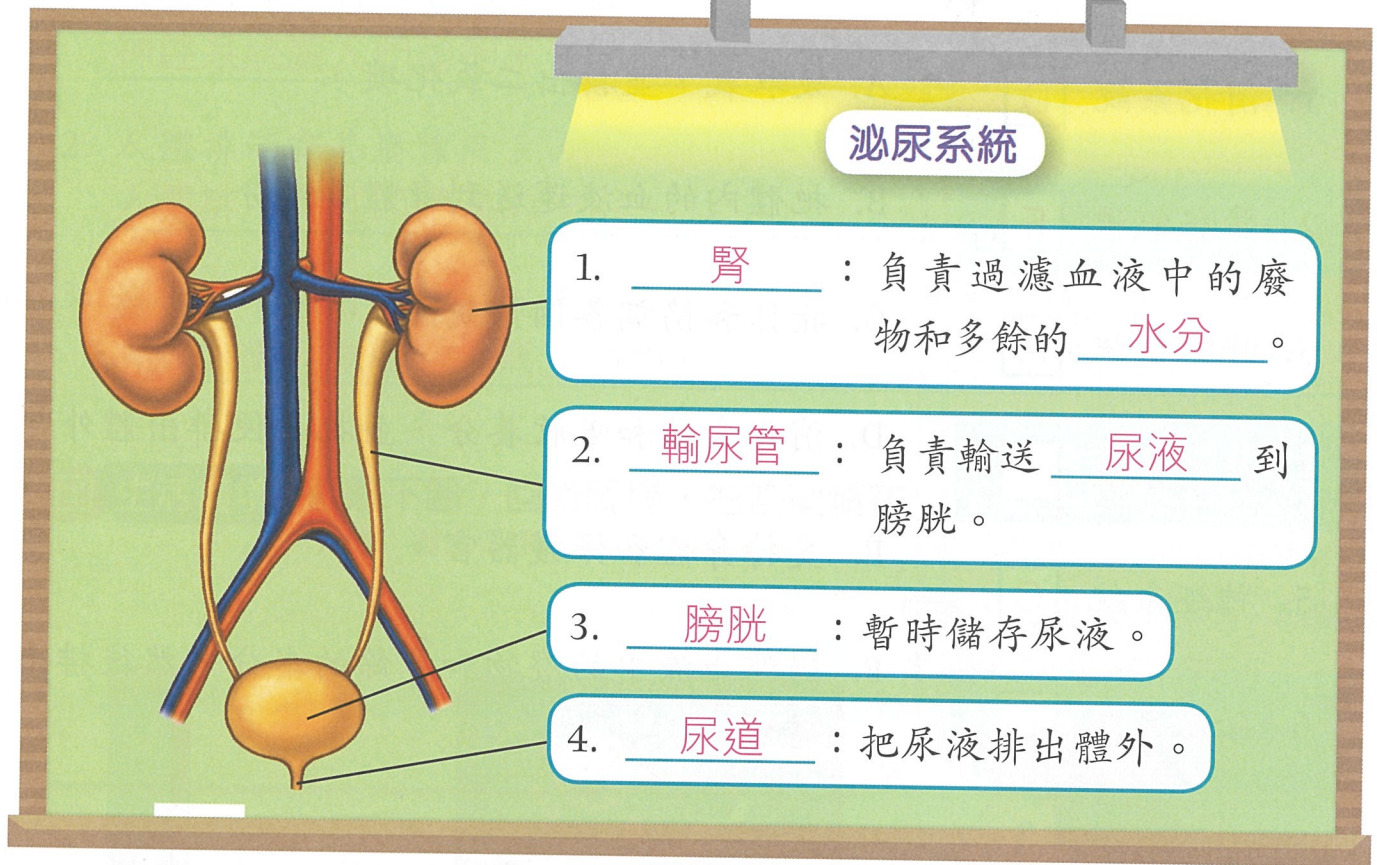 泌尿系統
1. 腎 ：負責過濾血液中的廢
物和多餘的 水分 。
2. 輸尿管 ：負責輸送 尿液 到
膀胱。
3. 膀胱 ：暫時儲存尿液。
4. 尿道 ：把尿液排出體外。